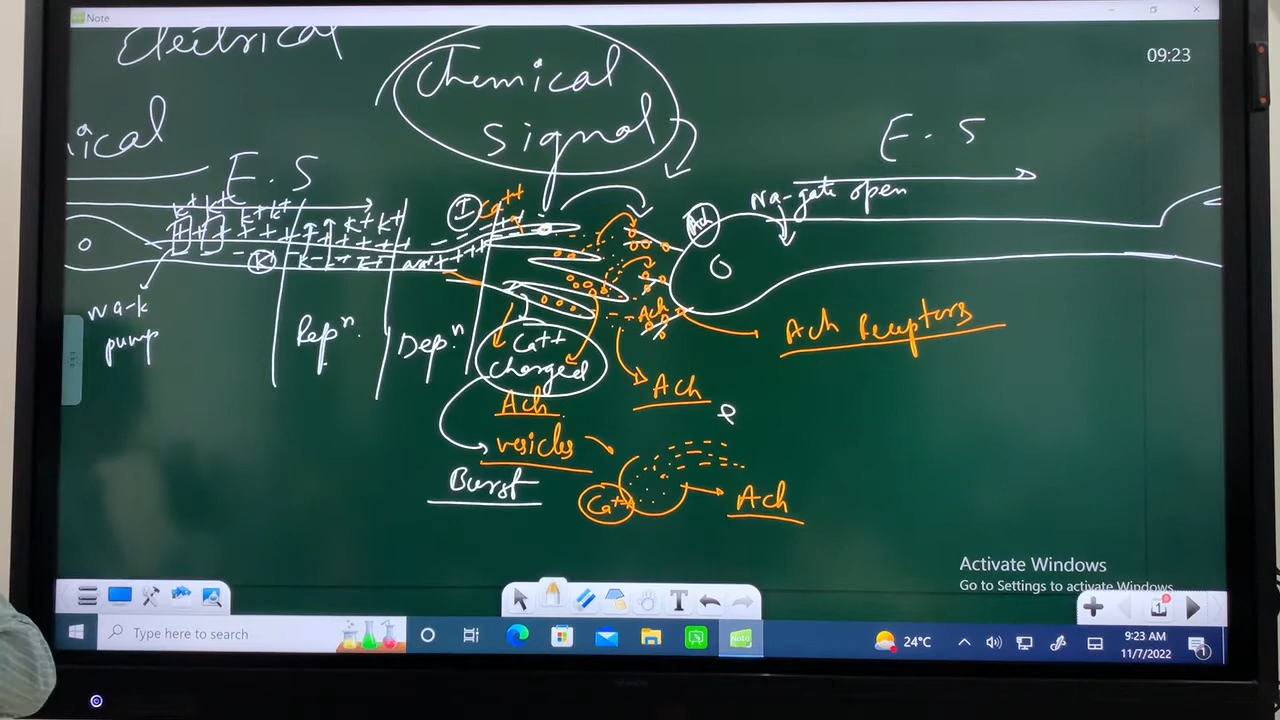 Note
Electrical
Chemical
signal
09:23
ical
E.S
E.S
Na-gate open
K+ K+ K+ K+
K+ K+
Ca++
I
Ach
K
Na-K
pump
Repⁿ.
Depⁿ.
Ca++
charged
Ach
Ach Receptors
Ach
Ach
vesicles
Burst
Ca++
Ach
Activate Windows
Go to Settings to activate Windows.
Type here to search
24°C
9:23 AM
11/7/2022